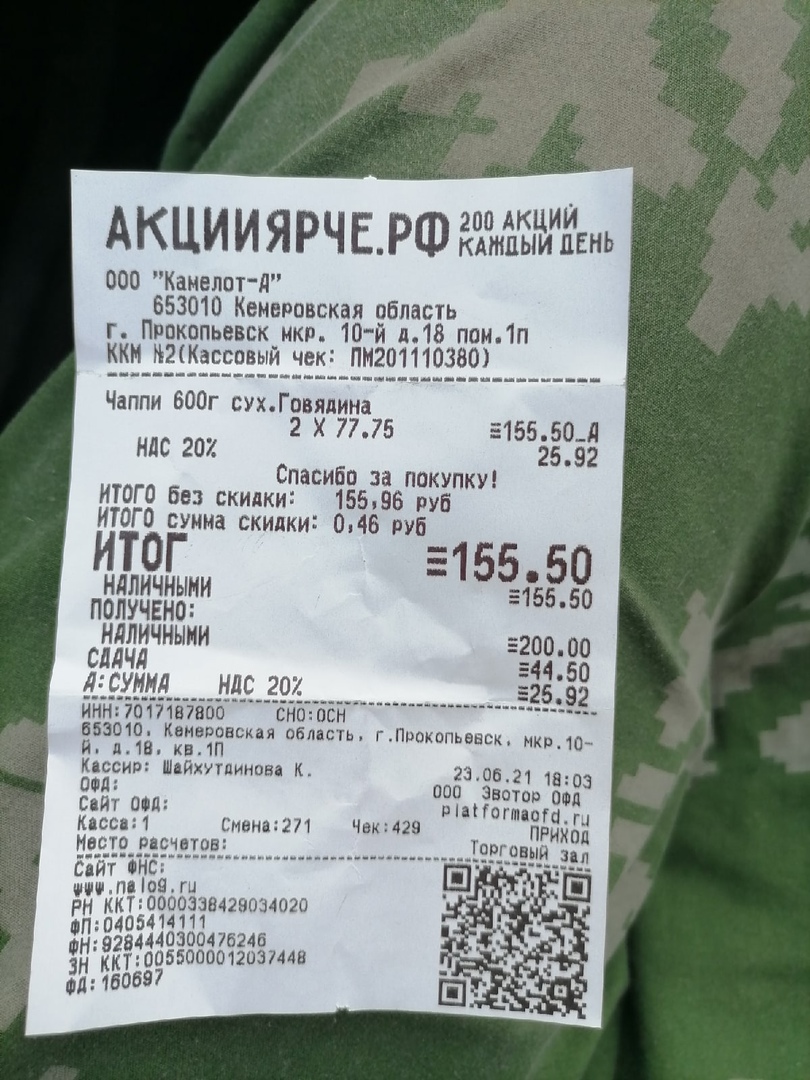 АКЦИИЯРЧЕ.РФ 200 АКЦИЙ КАЖДЫЙ ДЕНЬ
ООО "Камелот-А"
653010 Кемеровская область
г. Прокопьевск мкр. 10-й д.18 пом.1п
ККМ №2(Кассовый чек: ПМ201110380)
Чаппи 600г сух.Говядина
2 X 77.75 ≡155.50_А
НДС 20% 25.92
Спасибо за покупку!
ИТОГО без скидки: 155,96 руб
ИТОГО сумма скидки: 0,46 руб
ИТОГ ≡155.50
НАЛИЧНЫМИ ≡155.50
ПОЛУЧЕНО:
НАЛИЧНЫМИ ≡200.00
СДАЧА ≡44.50
А:СУММА НДС 20% ≡25.92
ИНН:7017187800 СНО:ОСН
653010, Кемеровская область, г.Прокопьевск, мкр.10-
й, д.18, кв.1П
Кассир: Шайхутдинова К. 23.06.21 18:03
ОФД: ООО Эвотор ОФД
Сайт ОФД: platformaofd.ru
Касса:1 Смена:271 Чек:429 ПРИХОД
Место расчетов: Торговый зал
Сайт ФНС:
www.nalog.ru
РН ККТ:0000338429034020
ФП:0405414111
ФН:9284440300476246
ЗН ККТ:0055000012037448
ФД:160697